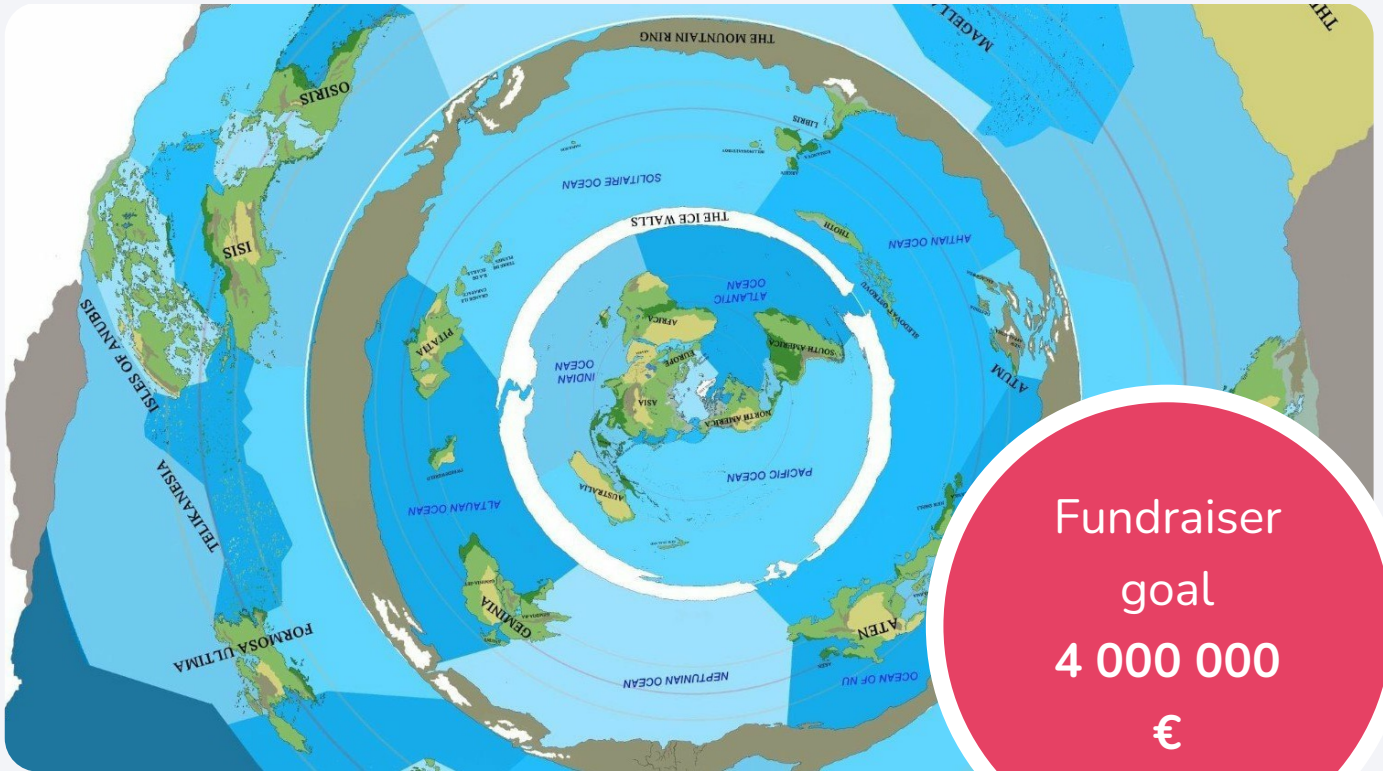 THE MOUNTAIN RING
MAGELL
TH
OSIRIS
LIBRIS
SOLITAIRE OCEAN
THE ICE WALLS
ISIS
THOTH
AHTIAN OCEAN
ATLANTIC
OCEAN
AFRICA
PITATIA
ISLES OF ANUBIS
INDIAN
OCEAN
EUROPE
SOUTH AMERICA
ATUM
ASIA
NORTH AMERICA
AUSTRALIA
PACIFIC OCEAN
TELIKANESIA
ALTAUAN OCEAN
GEMINIA
ATEN
FORMOSA ULTIMA
NEPTUNIAN OCEAN
OCEAN OF NU
Fundraiser
goal
4 000 000
€